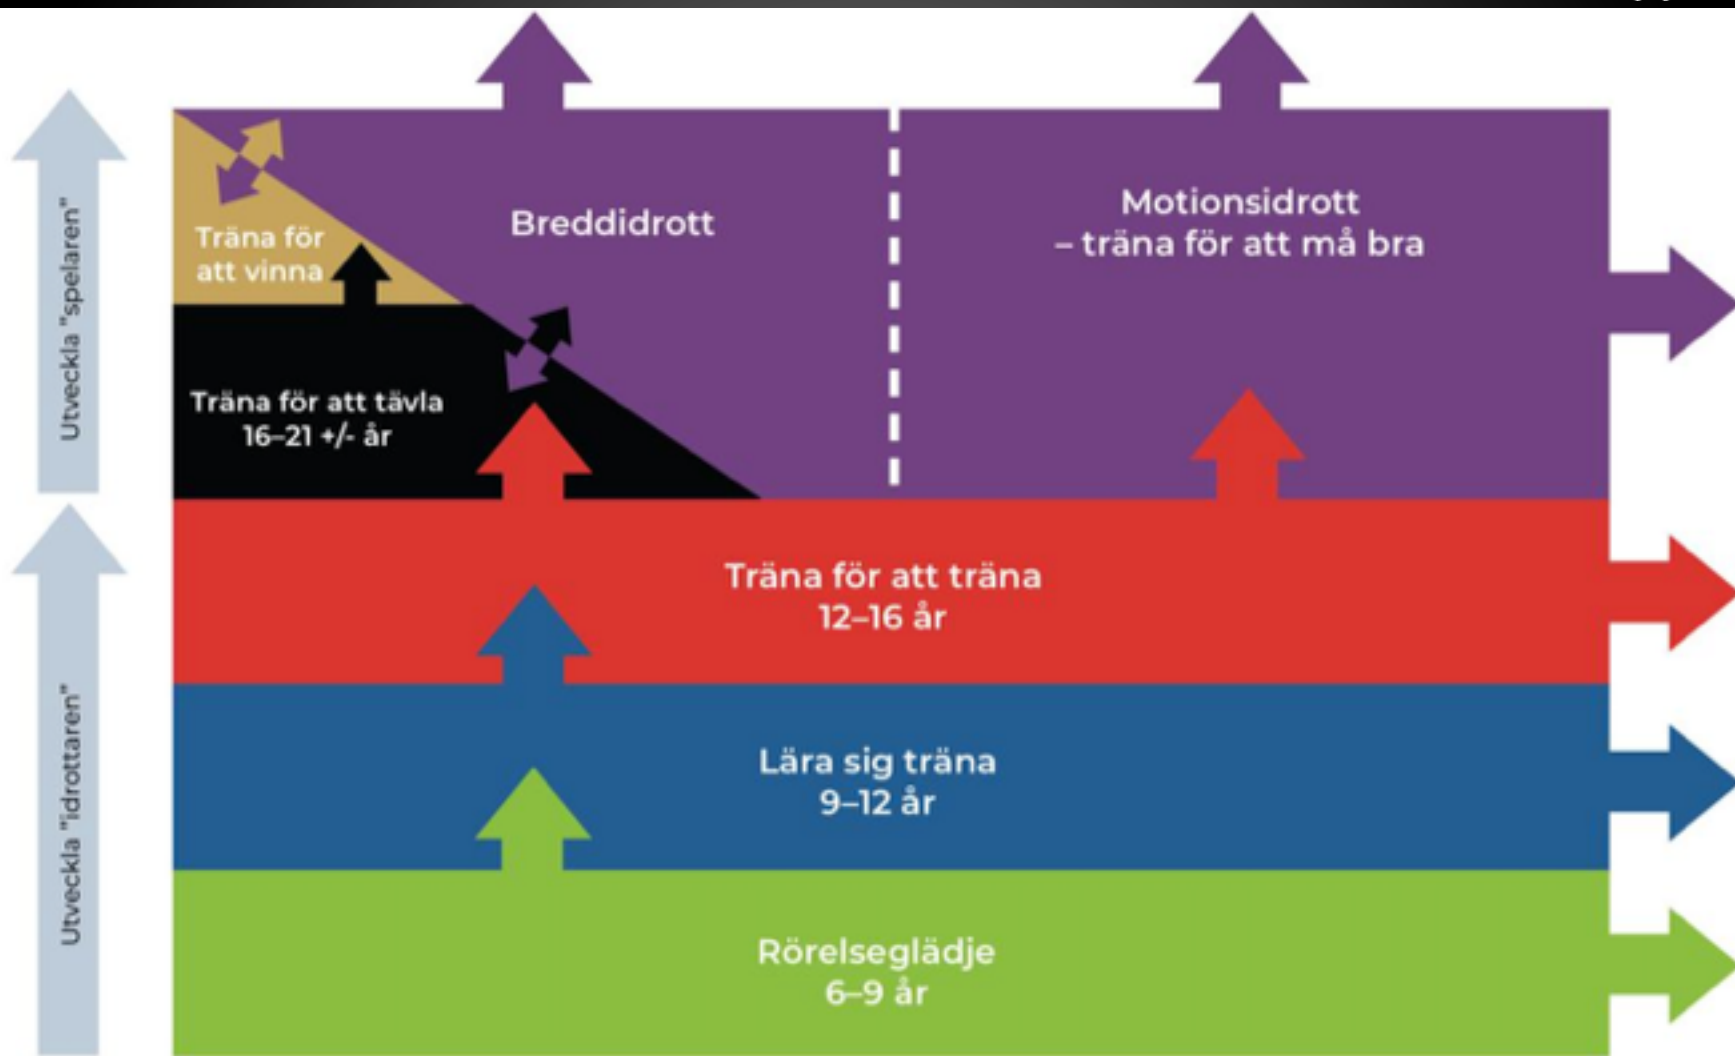 Utveckla "spelaren"
Utveckla "idrottaren"
Träna för
att vinna
Breddidrott
Motionsidrott
– träna för att må bra
Träna för att tävla
16–21 +/- år
Träna för att träna
12–16 år
Lära sig träna
9–12 år
Rörelseglädje
6–9 år